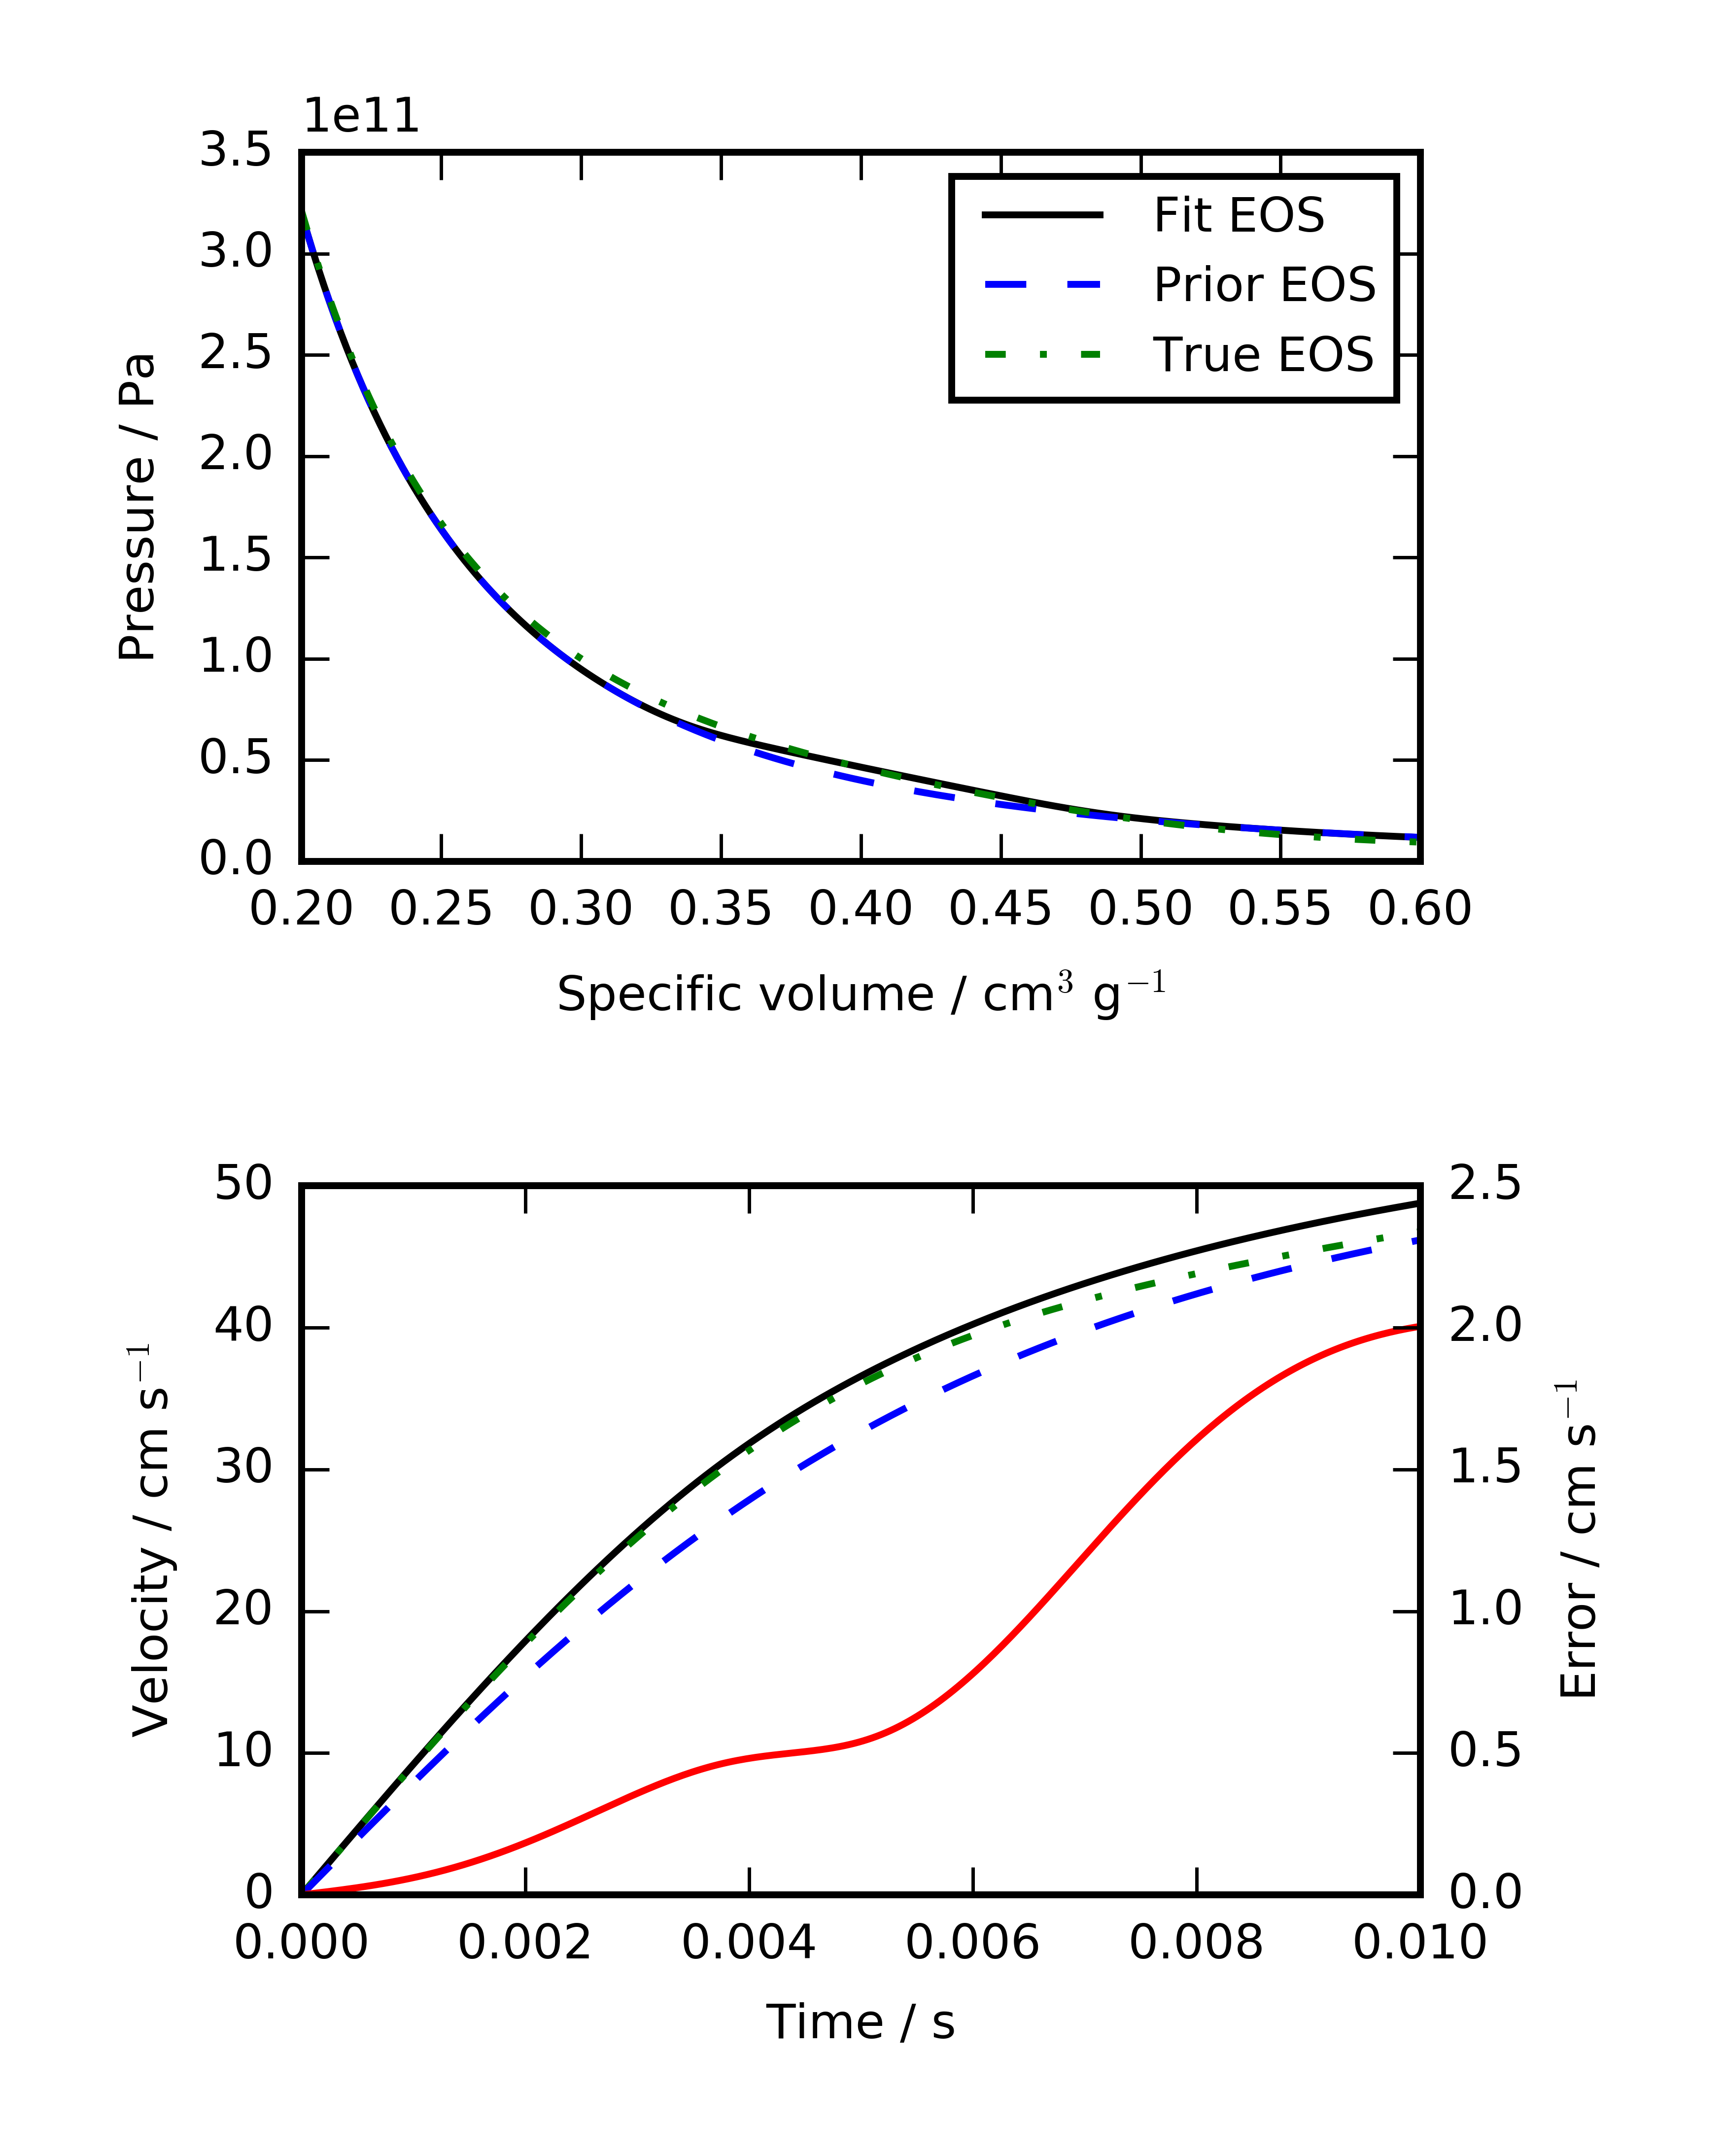 1e11
3.5
3.0
2.5
2.0
1.5
1.0
0.5
0.0
Pressure / Pa
Fit EOS
Prior EOS
True EOS
0.20 0.25 0.30 0.35 0.40 0.45 0.50 0.55 0.60
Specific volume / cm³ g⁻¹
50
40
30
20
10
0
Velocity / cm s⁻¹
2.5
2.0
1.5
1.0
0.5
0.0
Error / cm s⁻¹
0.000 0.002 0.004 0.006 0.008 0.010
Time / s